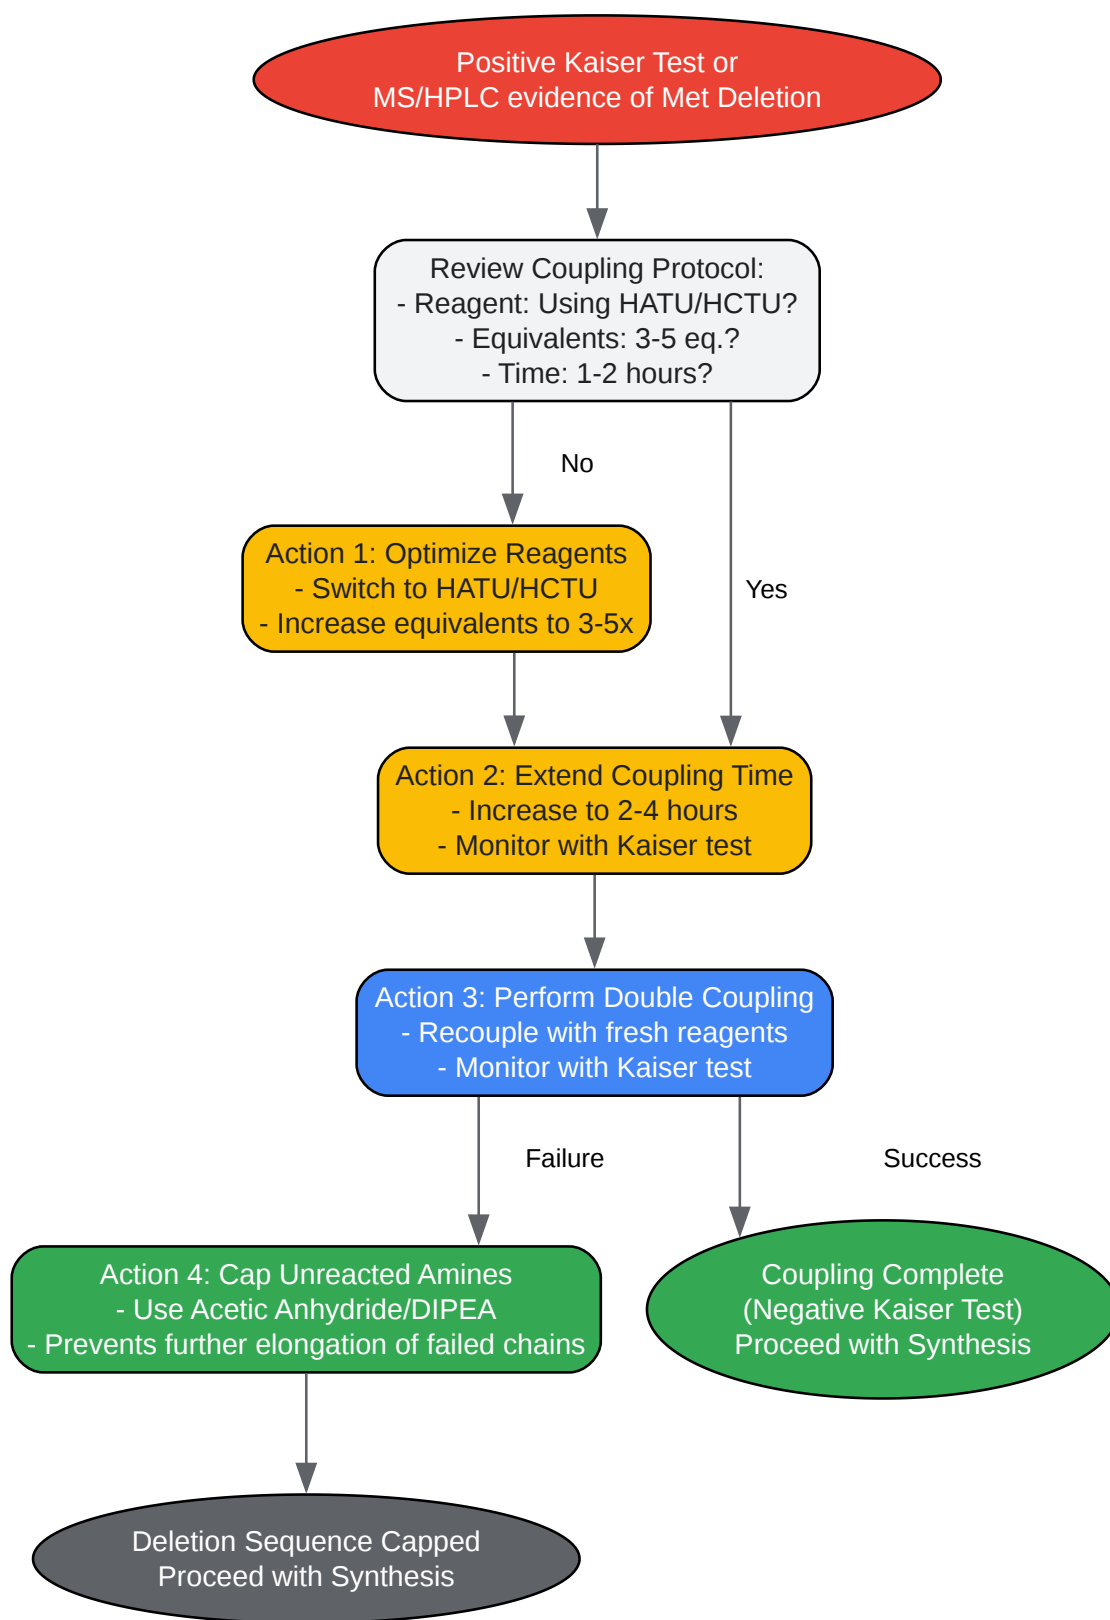 Positive Kaiser Test or
MS/HPLC evidence of Met Deletion
Review Coupling Protocol:
- Reagent: Using HATU/HCTU?
- Equivalents: 3-5 eq.?
- Time: 1-2 hours?
No
Action 1: Optimize Reagents
- Switch to HATU/HCTU
- Increase equivalents to 3-5x
Yes
Action 2: Extend Coupling Time
- Increase to 2-4 hours
- Monitor with Kaiser test
Action 3: Perform Double Coupling
- Recouple with fresh reagents
- Monitor with Kaiser test
Failure
Success
Action 4: Cap Unreacted Amines
- Use Acetic Anhydride/DIPEA
- Prevents further elongation of failed chains
Coupling Complete
(Negative Kaiser Test)
Proceed with Synthesis
Deletion Sequence Capped
Proceed with Synthesis